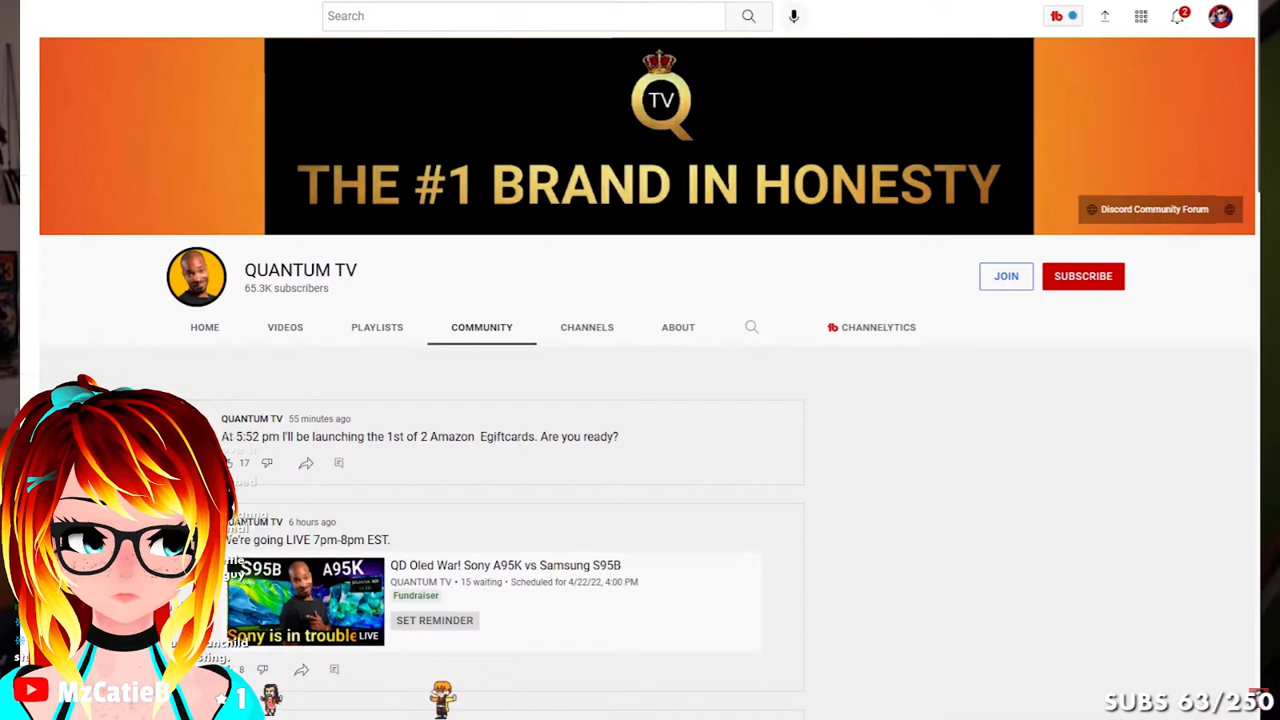 Search
2
TV
THE #1 BRAND IN HONESTY
Discord Community Forum
QUANTUM TV
65.3K subscribers
JOIN
SUBSCRIBE
HOME
VIDEOS
PLAYLISTS
COMMUNITY
CHANNELS
ABOUT
CHANNELYTICS
QUANTUM TV 55 minutes ago
At 5:52 pm I'll be launching the 1st of 2 Amazon Egiftcards. Are you ready?
17
QUANTUM TV 6 hours ago
We're going LIVE 7pm-8pm EST.
S95B A95K
Sony is in trouble
LIVE
QD Oled War! Sony A95K vs Samsung S95B
QUANTUM TV • 15 waiting • Scheduled for 4/22/22, 4:00 PM
Fundraiser
SET REMINDER
8
guy
MzCatieB
1
SUBS 63/250